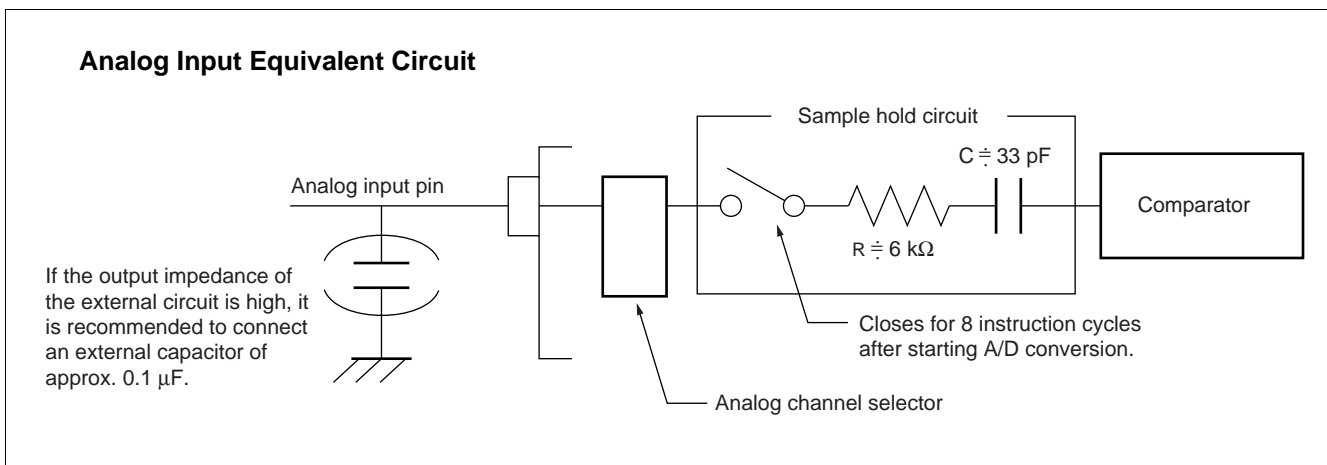 Analog Input Equivalent Circuit
Sample hold circuit
C ≑ 33 pF
Analog input pin
Comparator
R ≑ 6 kΩ
If the output impedance of
the external circuit is high, it
is recommended to connect
an external capacitor of
approx. 0.1 μF.
Closes for 8 instruction cycles
after starting A/D conversion.
Analog channel selector